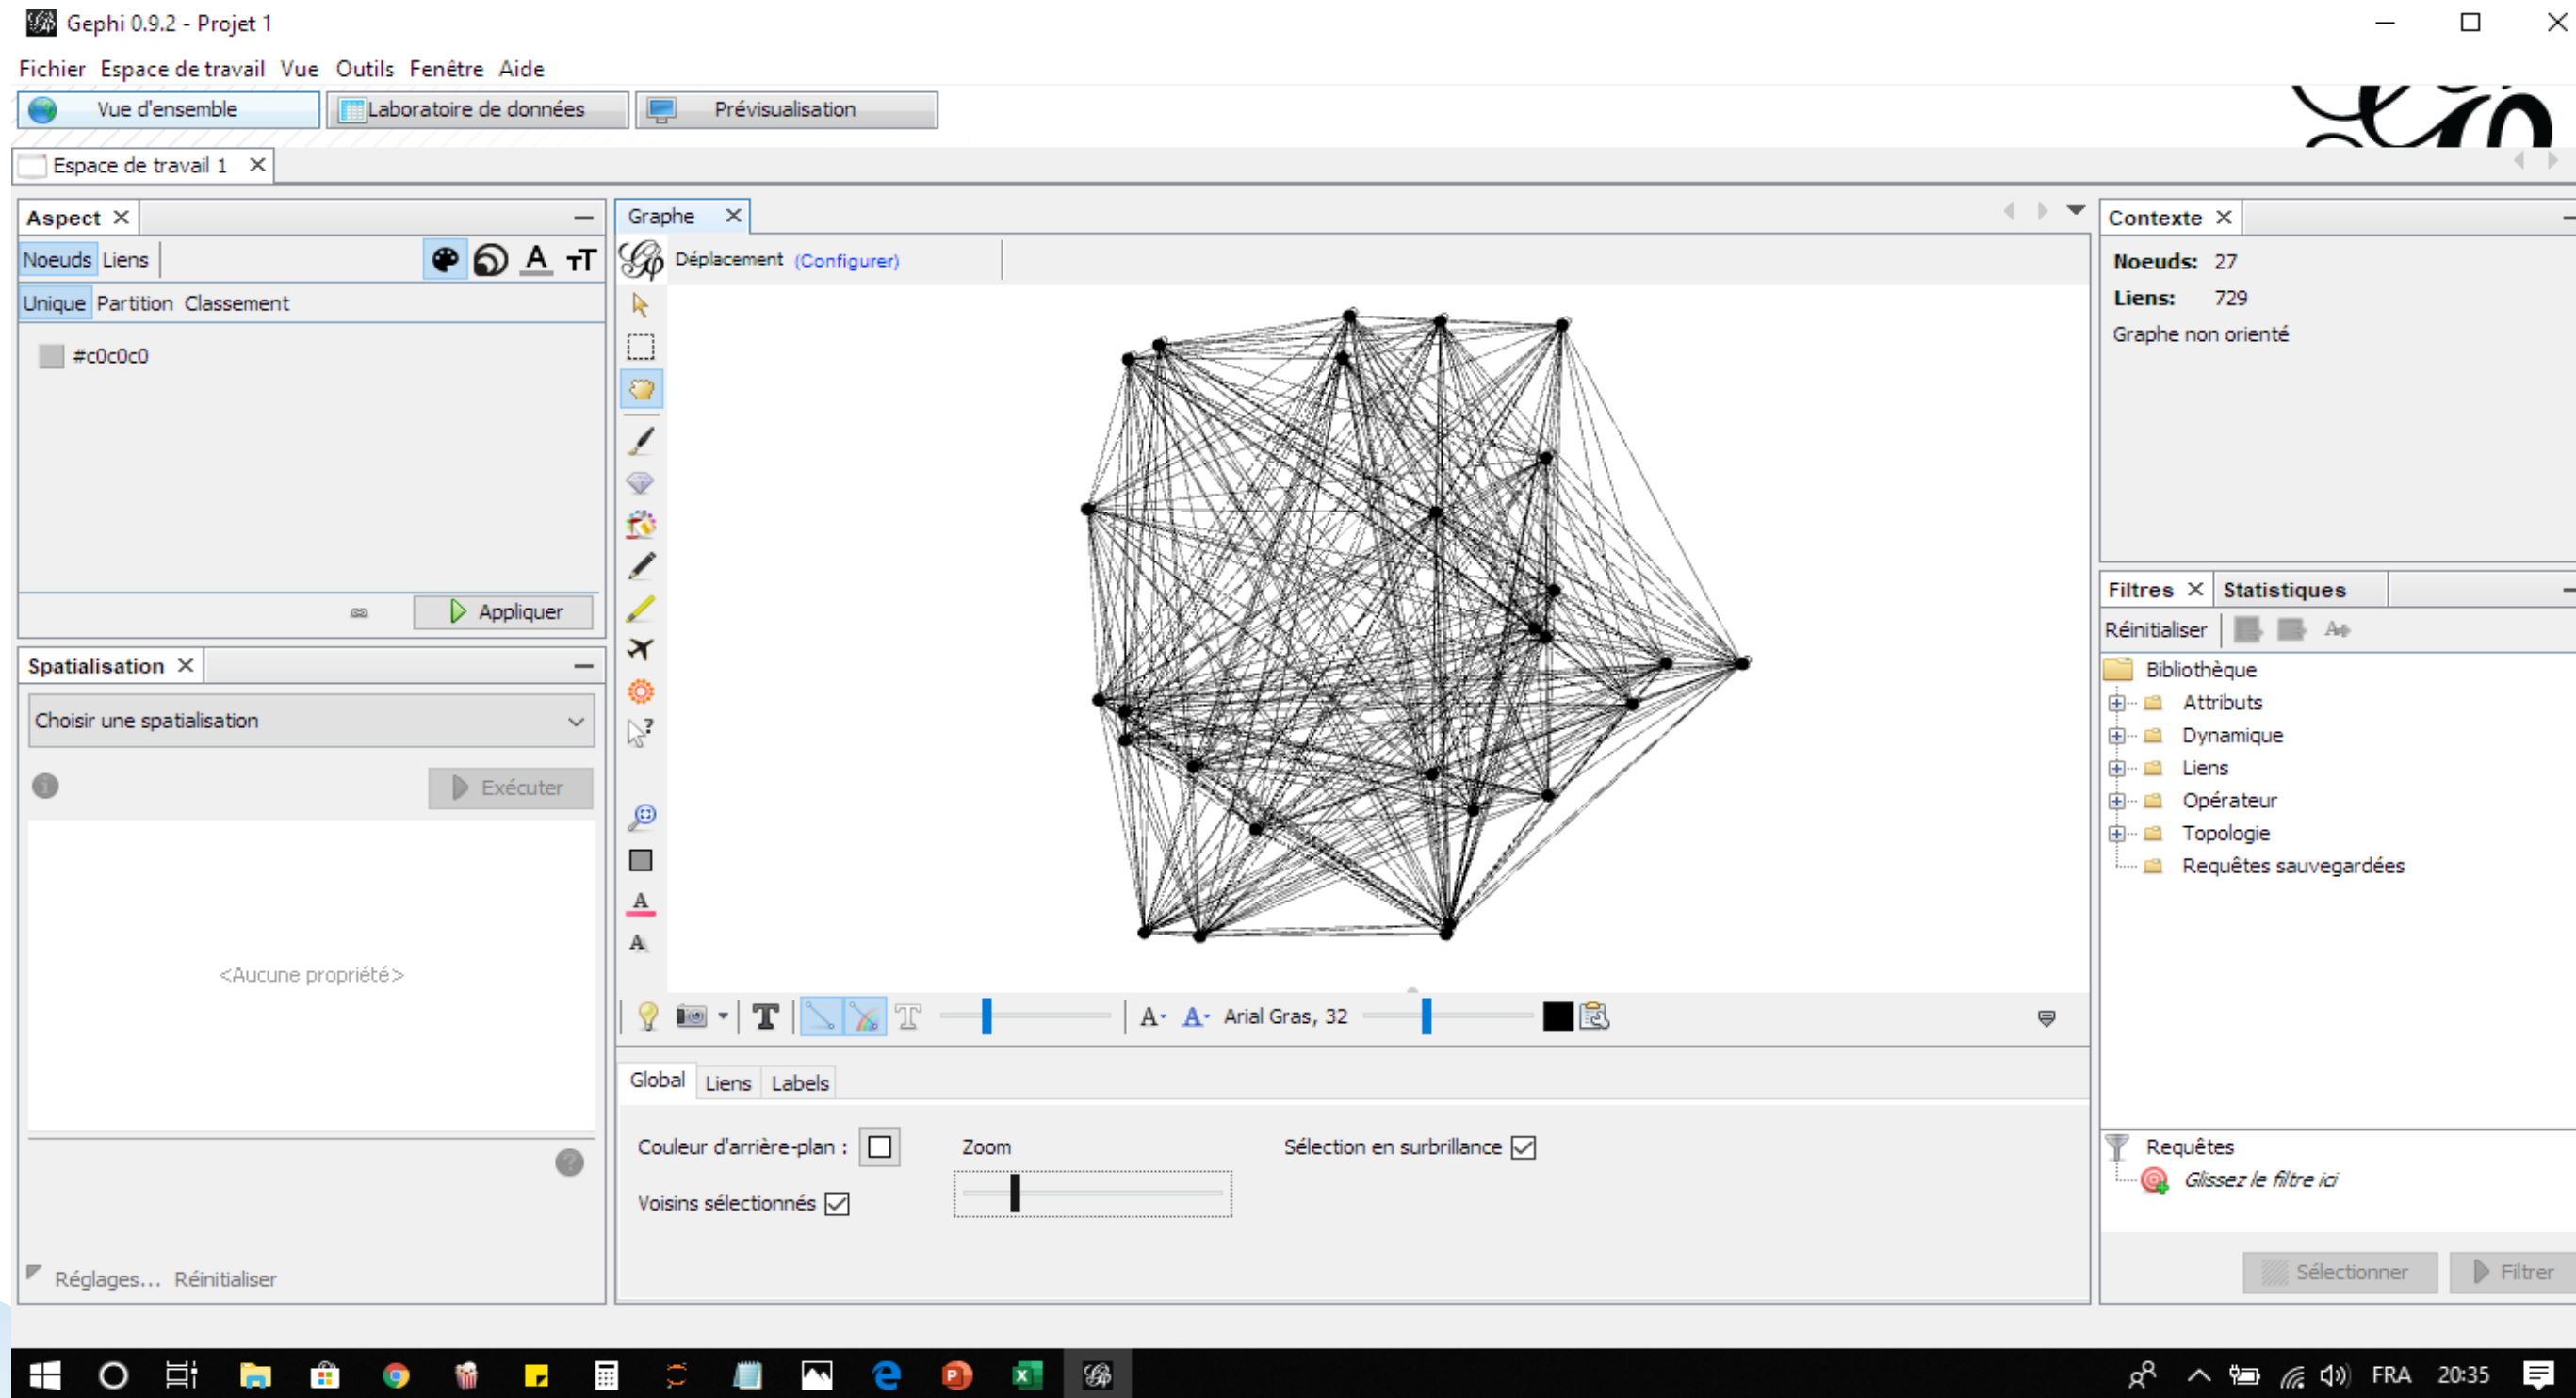 Gephi 0.9.2 - Projet 1
Fichier Espace de travail Vue Outils Fenêtre Aide
Vue d'ensemble Laboratoire de données Prévisualisation
Espace de travail 1
Aspect
Noeuds Liens
Unique Partition Classement
#c0c0c0
Appliquer
Spatialisation
Choisir une spatialisation
Exécuter
<Aucune propriété>
Réglages... Réinitialiser
Graphe
Déplacement (Configurer)
Arial Gras, 32
Global Liens Labels
Couleur d'arrière-plan : Zoom Sélection en surbrillance
Voisins sélectionnés
Contexte
Noeuds: 27
Liens: 729
Graphe non orienté
Filtres Statistiques
Réinitialiser
Bibliothèque
Attributs
Dynamique
Liens
Opérateur
Topologie
Requêtes sauvegardées
Requêtes
Glissez le filtre ici
Sélectionner Filtrer
FRA 20:35